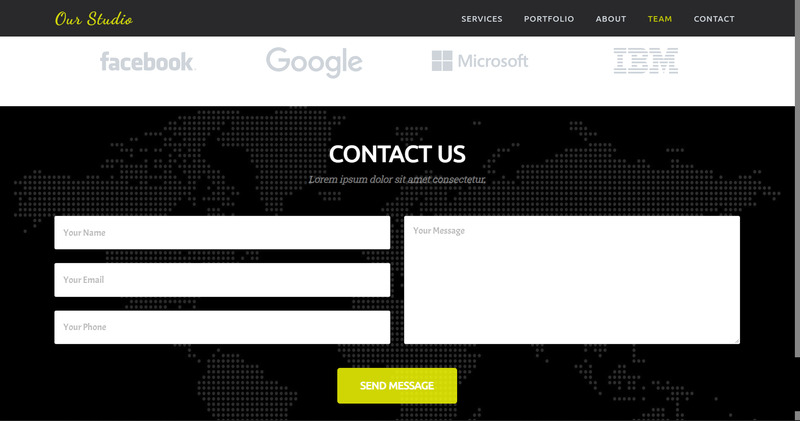 Our Studio SERVICES PORTFOLIO ABOUT TEAM CONTACT
facebook. Google Microsoft IBM
CONTACT US
Lorem ipsum dolor sit amet consectetur.
Your Name
Your Message
Your Email
Your Phone
SEND MESSAGE